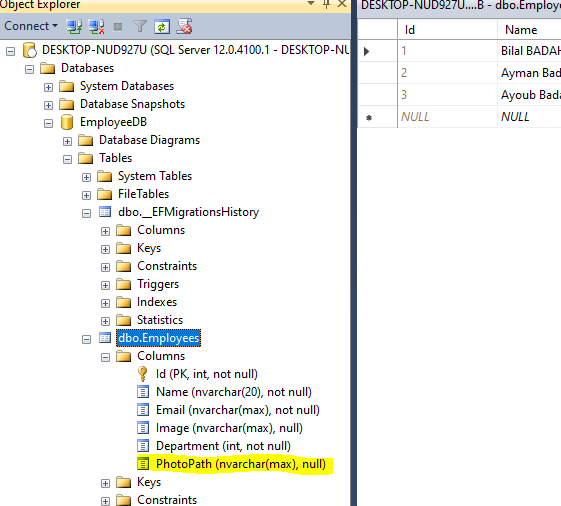 Object Explorer
Connect
DESKTOP-NUD927U (SQL Server 12.0.4100.1 - DESKTOP-NU
Databases
System Databases
Database Snapshots
EmployeeDB
Database Diagrams
Tables
System Tables
FileTables
dbo.__EFMigrationsHistory
Columns
Keys
Constraints
Triggers
Indexes
Statistics
dbo.Employees
Columns
Id (PK, int, not null)
Name (nvarchar(20), not null)
Email (nvarchar(max), not null)
Image (nvarchar(max), null)
Department (int, not null)
PhotoPath (nvarchar(max), null)
Keys
Constraints
DESKTOP-NUD927U....B - dbo.Employe
Id Name
1 Bilal BADAH
2 Ayman Bad
3 Ayoub Bada
NULL NULL